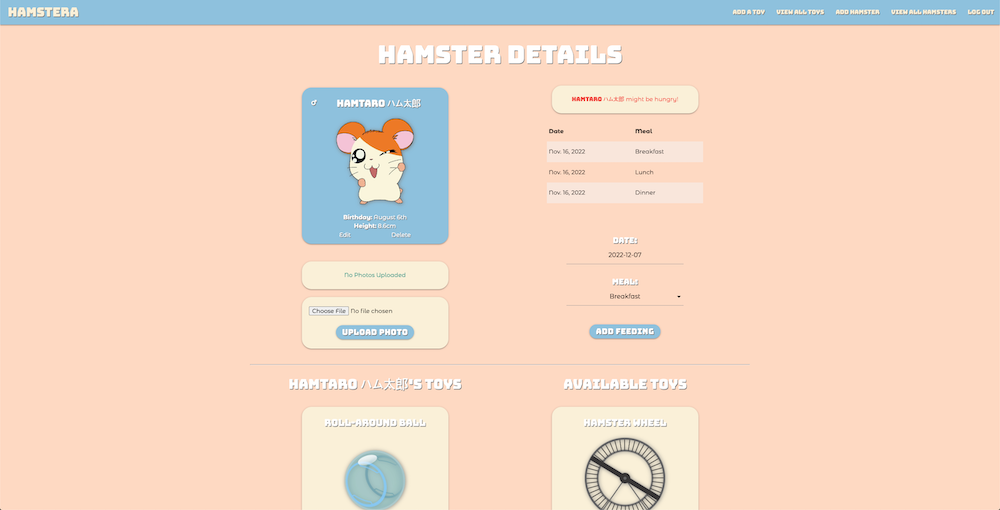 HAMSTERA
ADD A TOY VIEW ALL TOYS ADD HAMSTER VIEW ALL HAMSTERS LOG OUT
HAMSTER DETAILS
♂ HAMTARO ハム太郎
Birthday: August 6th
Height: 8.6cm
Edit Delete
No Photos Uploaded
Choose File No file chosen
UPLOAD PHOTO
HAMTARO ハム太郎 might be hungry!
Date Meal
Nov. 16, 2022 Breakfast
Nov. 16, 2022 Lunch
Nov. 16, 2022 Dinner
DATE:
2022-12-07
MEAL:
Breakfast
ADD FEEDING
HAMTARO ハム太郎'S TOYS
ROLL-AROUND BALL
AVAILABLE TOYS
HAMSTER WHEEL